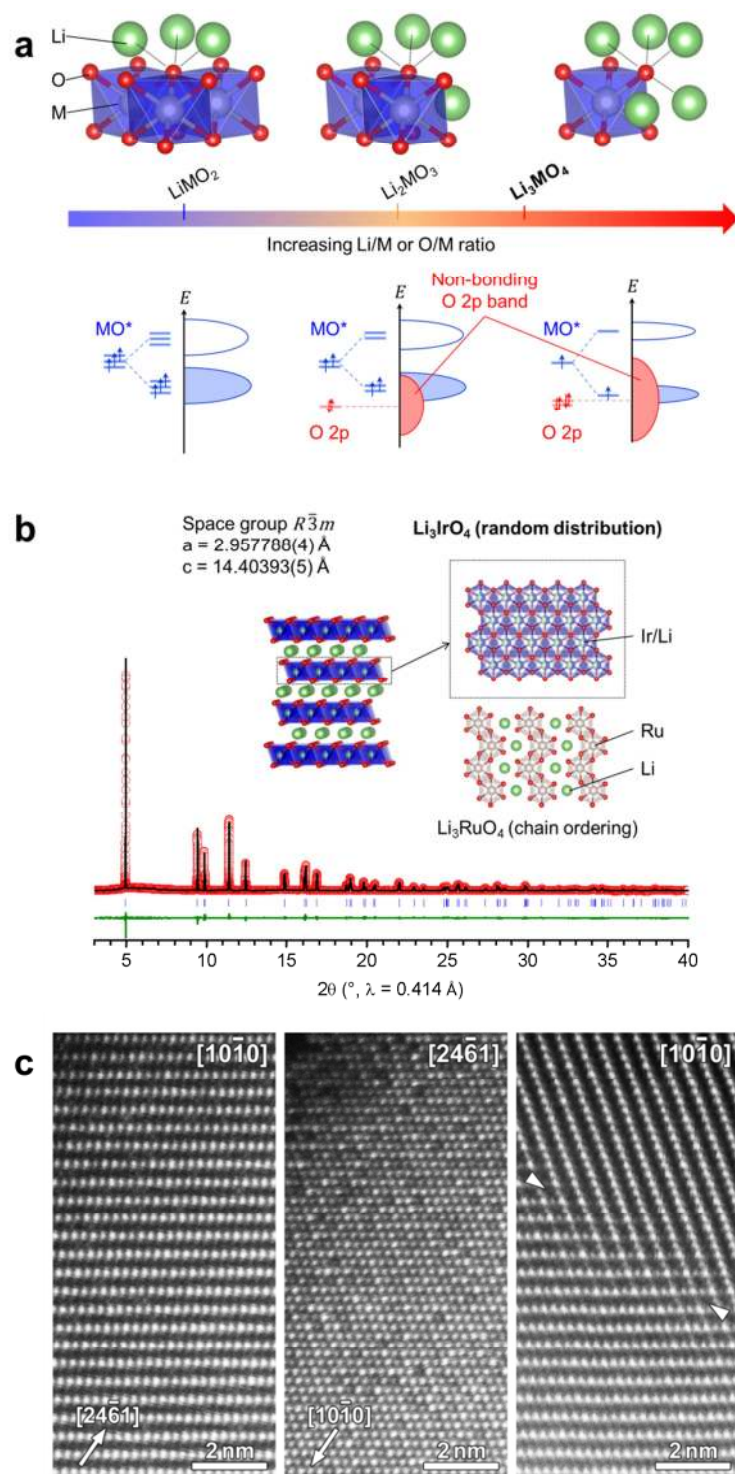 a
Li
O
M
LiMO₂
Li₂MO₃
Li₃MO₄
Increasing Li/M or O/M ratio
Non-bonding
O 2p band
E
MO*
E
MO*
O 2p
E
MO*
O 2p
b
Space group R3̅m
a = 2.957788(4) Å
c = 14.40393(5) Å
Li₃IrO₄ (random distribution)
Ir/Li
Ru
Li
Li₃RuO₄ (chain ordering)
5 10 15 20 25 30 35 40
2θ (°, λ = 0.414 Å)
c
[101̅0]
[246̅1]
[101̅0]
[246̅1]
2 nm
[101̅0]
2 nm
2 nm